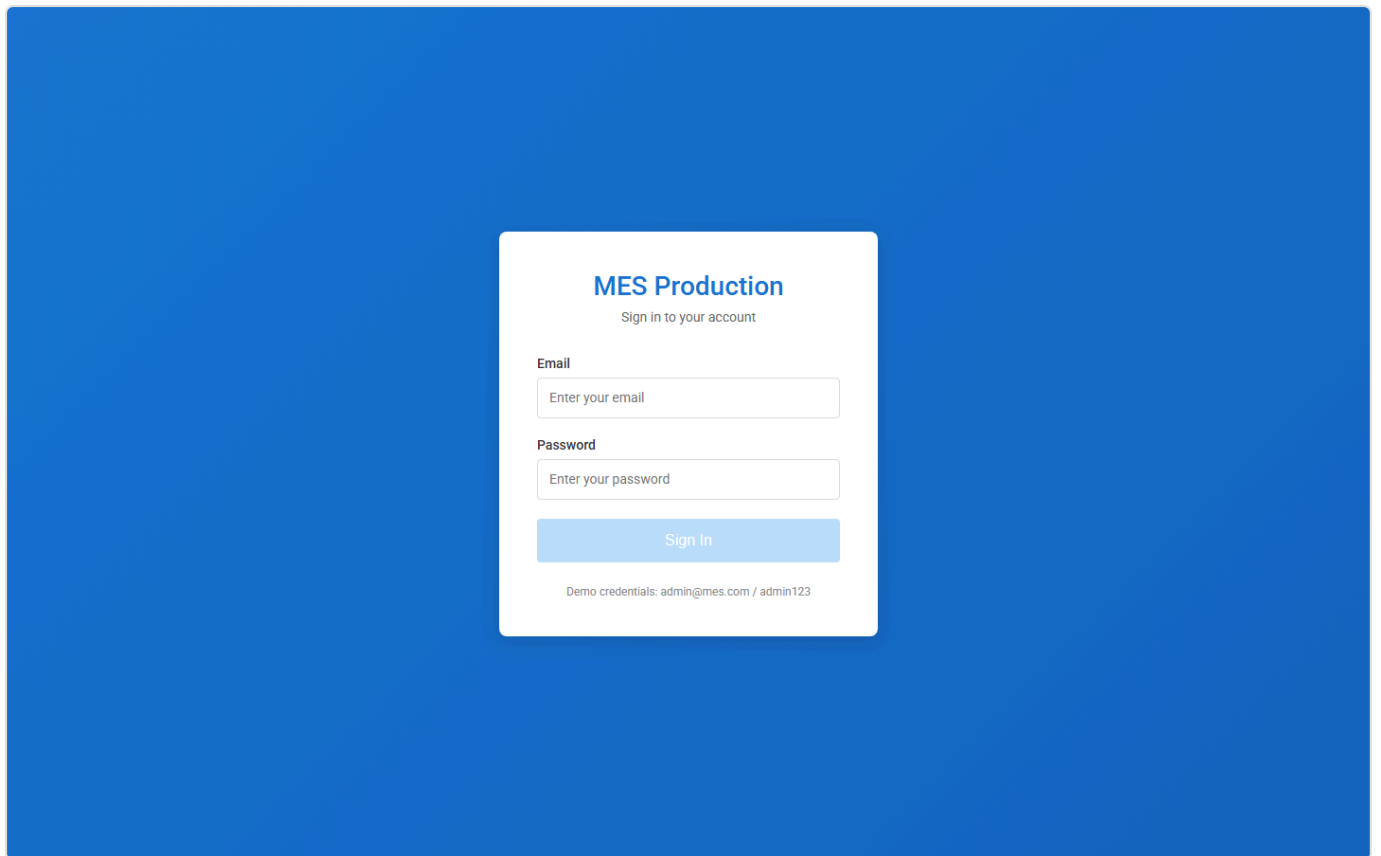 MES Production
Sign in to your account
Email
Enter your email
Password
Enter your password
Sign In
Demo credentials: admin@mes.com / admin123